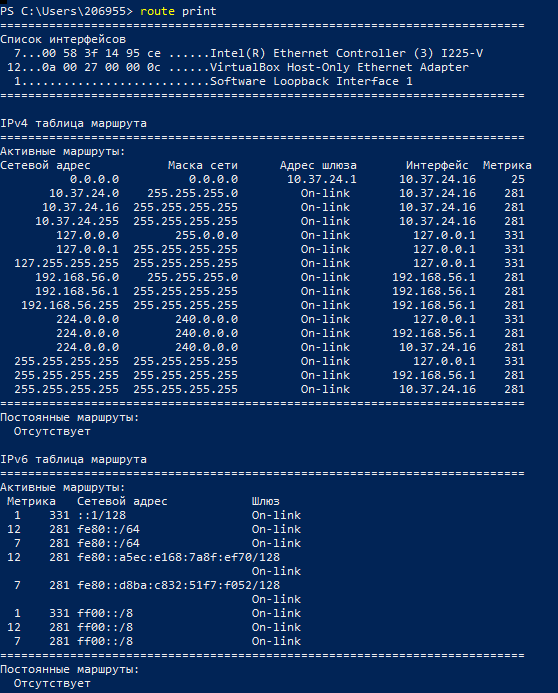 PS C:\Users\206955> route print
===========================================================================
Список интерфейсов
  7...00 58 3f 14 95 ce ......Intel(R) Ethernet Controller (3) I225-V
 12...0a 00 27 00 00 0c ......VirtualBox Host-Only Ethernet Adapter
  1...........................Software Loopback Interface 1
===========================================================================

IPv4 таблица маршрута
===========================================================================
Активные маршруты:
Сетевой адрес           Маска сети      Адрес шлюза       Интерфейс  Метрика
          0.0.0.0          0.0.0.0       10.37.24.1      10.37.24.16     25
       10.37.24.0    255.255.255.0         On-link       10.37.24.16    281
      10.37.24.16  255.255.255.255         On-link       10.37.24.16    281
     10.37.24.255  255.255.255.255         On-link       10.37.24.16    281
        127.0.0.0        255.0.0.0         On-link         127.0.0.1    331
        127.0.0.1  255.255.255.255         On-link         127.0.0.1    331
  127.255.255.255  255.255.255.255         On-link         127.0.0.1    331
     192.168.56.0    255.255.255.0         On-link      192.168.56.1    281
     192.168.56.1  255.255.255.255         On-link      192.168.56.1    281
   192.168.56.255  255.255.255.255         On-link      192.168.56.1    281
        224.0.0.0        240.0.0.0         On-link         127.0.0.1    331
        224.0.0.0        240.0.0.0         On-link      192.168.56.1    281
        224.0.0.0        240.0.0.0         On-link       10.37.24.16    281
  255.255.255.255  255.255.255.255         On-link         127.0.0.1    331
  255.255.255.255  255.255.255.255         On-link      192.168.56.1    281
  255.255.255.255  255.255.255.255         On-link       10.37.24.16    281
===========================================================================
Постоянные маршруты:
  Отсутствует

IPv6 таблица маршрута
===========================================================================
Активные маршруты:
 Метрика   Сетевой адрес            Шлюз
  1    331 ::1/128                  On-link
 12    281 fe80::/64                On-link
  7    281 fe80::/64                On-link
 12    281 fe80::a5ec:e168:7a8f:ef70/128
                                    On-link
  7    281 fe80::d8ba:c832:51f7:f052/128
                                    On-link
  1    331 ff00::/8                 On-link
 12    281 ff00::/8                 On-link
  7    281 ff00::/8                 On-link
===========================================================================
Постоянные маршруты:
  Отсутствует